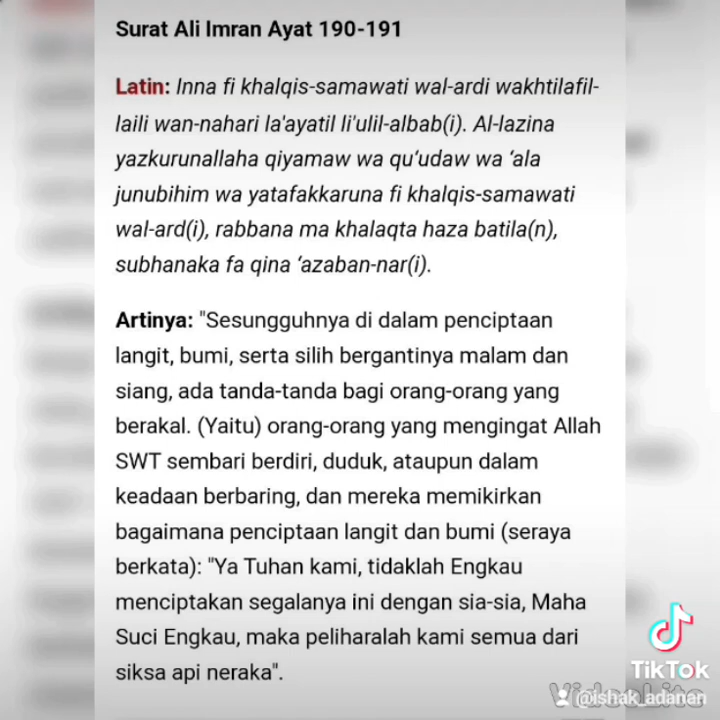 Surat Ali Imran Ayat 190-191
Latin: Inna fi khalqis-samawati wal-ardi wakhtilafil-
laili wan-nahari la'ayatil li'ulil-albab(i). Al-lazina
yazkurunallaha qiyamaw wa qu‘udaw wa ‘ala
junubihim wa yatafakkaruna fi khalqis-samawati
wal-ard(i), rabbana ma khalaqta haza batila(n),
subhanaka fa qina ‘azaban-nar(i).
Artinya: "Sesungguhnya di dalam penciptaan
langit, bumi, serta silih bergantinya malam dan
siang, ada tanda-tanda bagi orang-orang yang
berakal. (Yaitu) orang-orang yang mengingat Allah
SWT sembari berdiri, duduk, ataupun dalam
keadaan berbaring, dan mereka memikirkan
bagaimana penciptaan langit dan bumi (seraya
berkata): "Ya Tuhan kami, tidaklah Engkau
menciptakan segalanya ini dengan sia-sia, Maha
Suci Engkau, maka peliharalah kami semua dari
siksa api neraka".
TikTok
VideoLite
@ishak_adanan